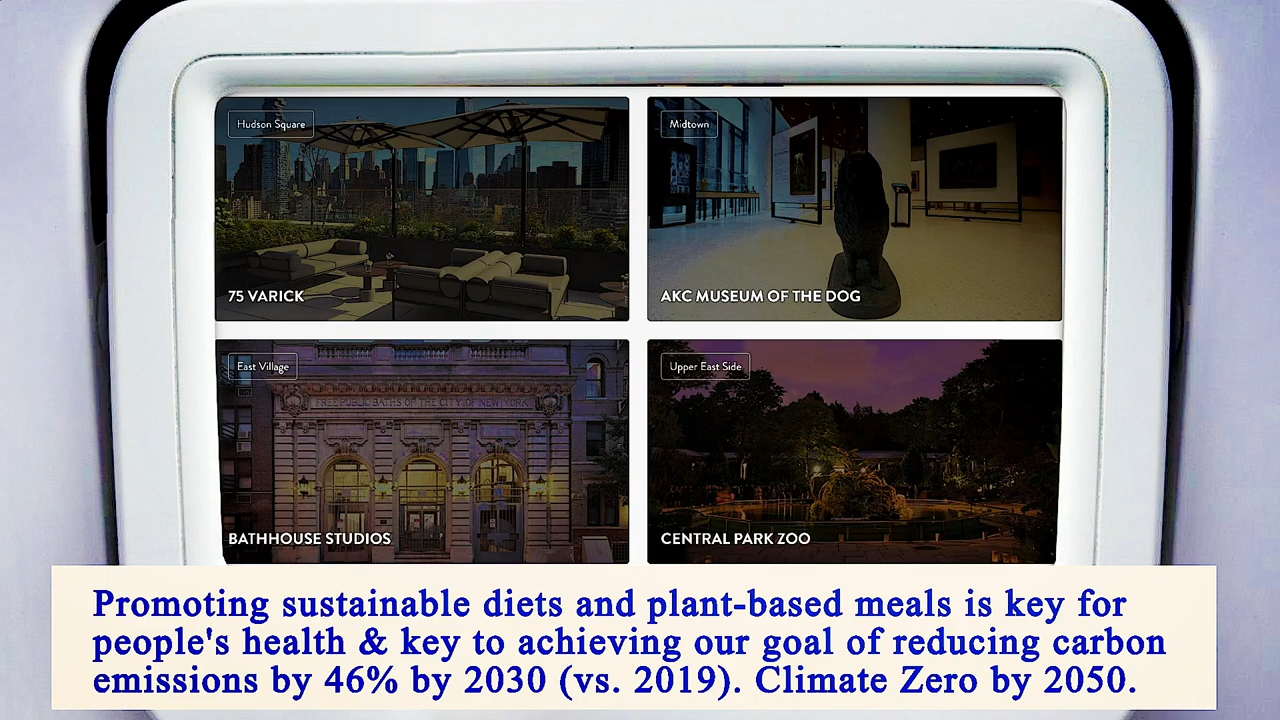 Hudson Square
75 VARICK
Midtown
AKC MUSEUM OF THE DOG
East Village
FREE PUBLIC BATHS OF THE CITY OF NEW YORK
BATHHOUSE STUDIOS
Upper East Side
CENTRAL PARK ZOO
Promoting sustainable diets and plant-based meals is key for
people's health & key to achieving our goal of reducing carbon
emissions by 46% by 2030 (vs. 2019). Climate Zero by 2050.